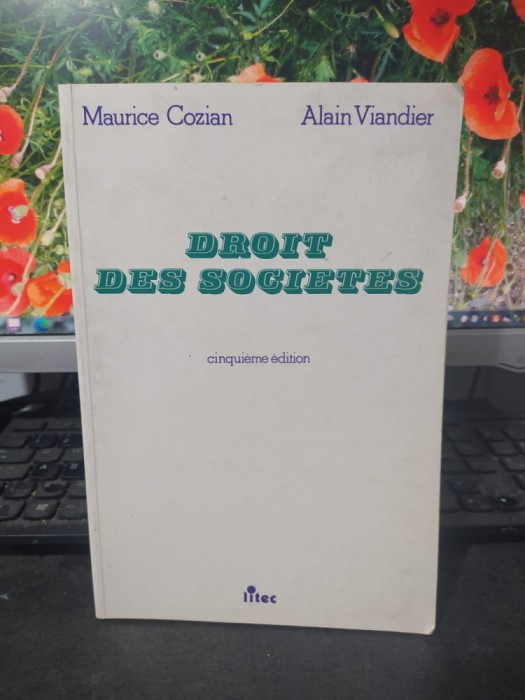 Maurice Cozian Alain Viandier
DROIT
DES SOCIETES
cinquième édition
litec